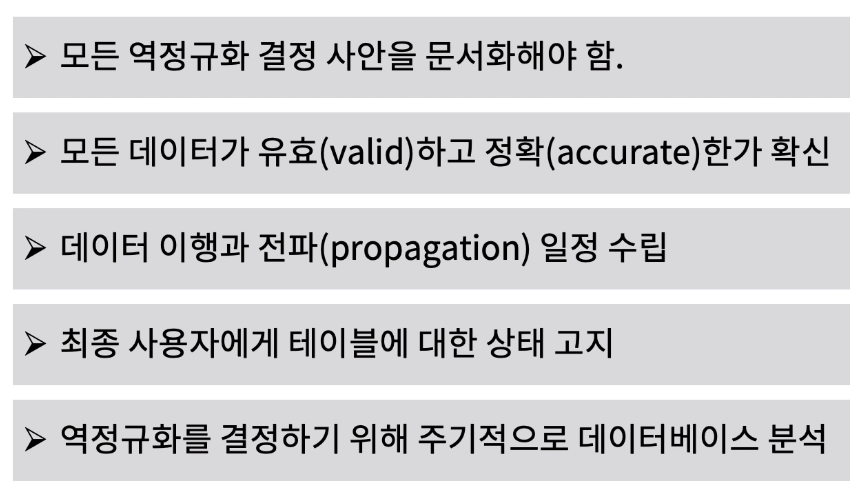 ➢ 모든 역정규화 결정 사안을 문서화해야 함.
➢ 모든 데이터가 유효(valid)하고 정확(accurate)한가 확신
➢ 데이터 이행과 전파(propagation) 일정 수립
➢ 최종 사용자에게 테이블에 대한 상태 고지
➢ 역정규화를 결정하기 위해 주기적으로 데이터베이스 분석